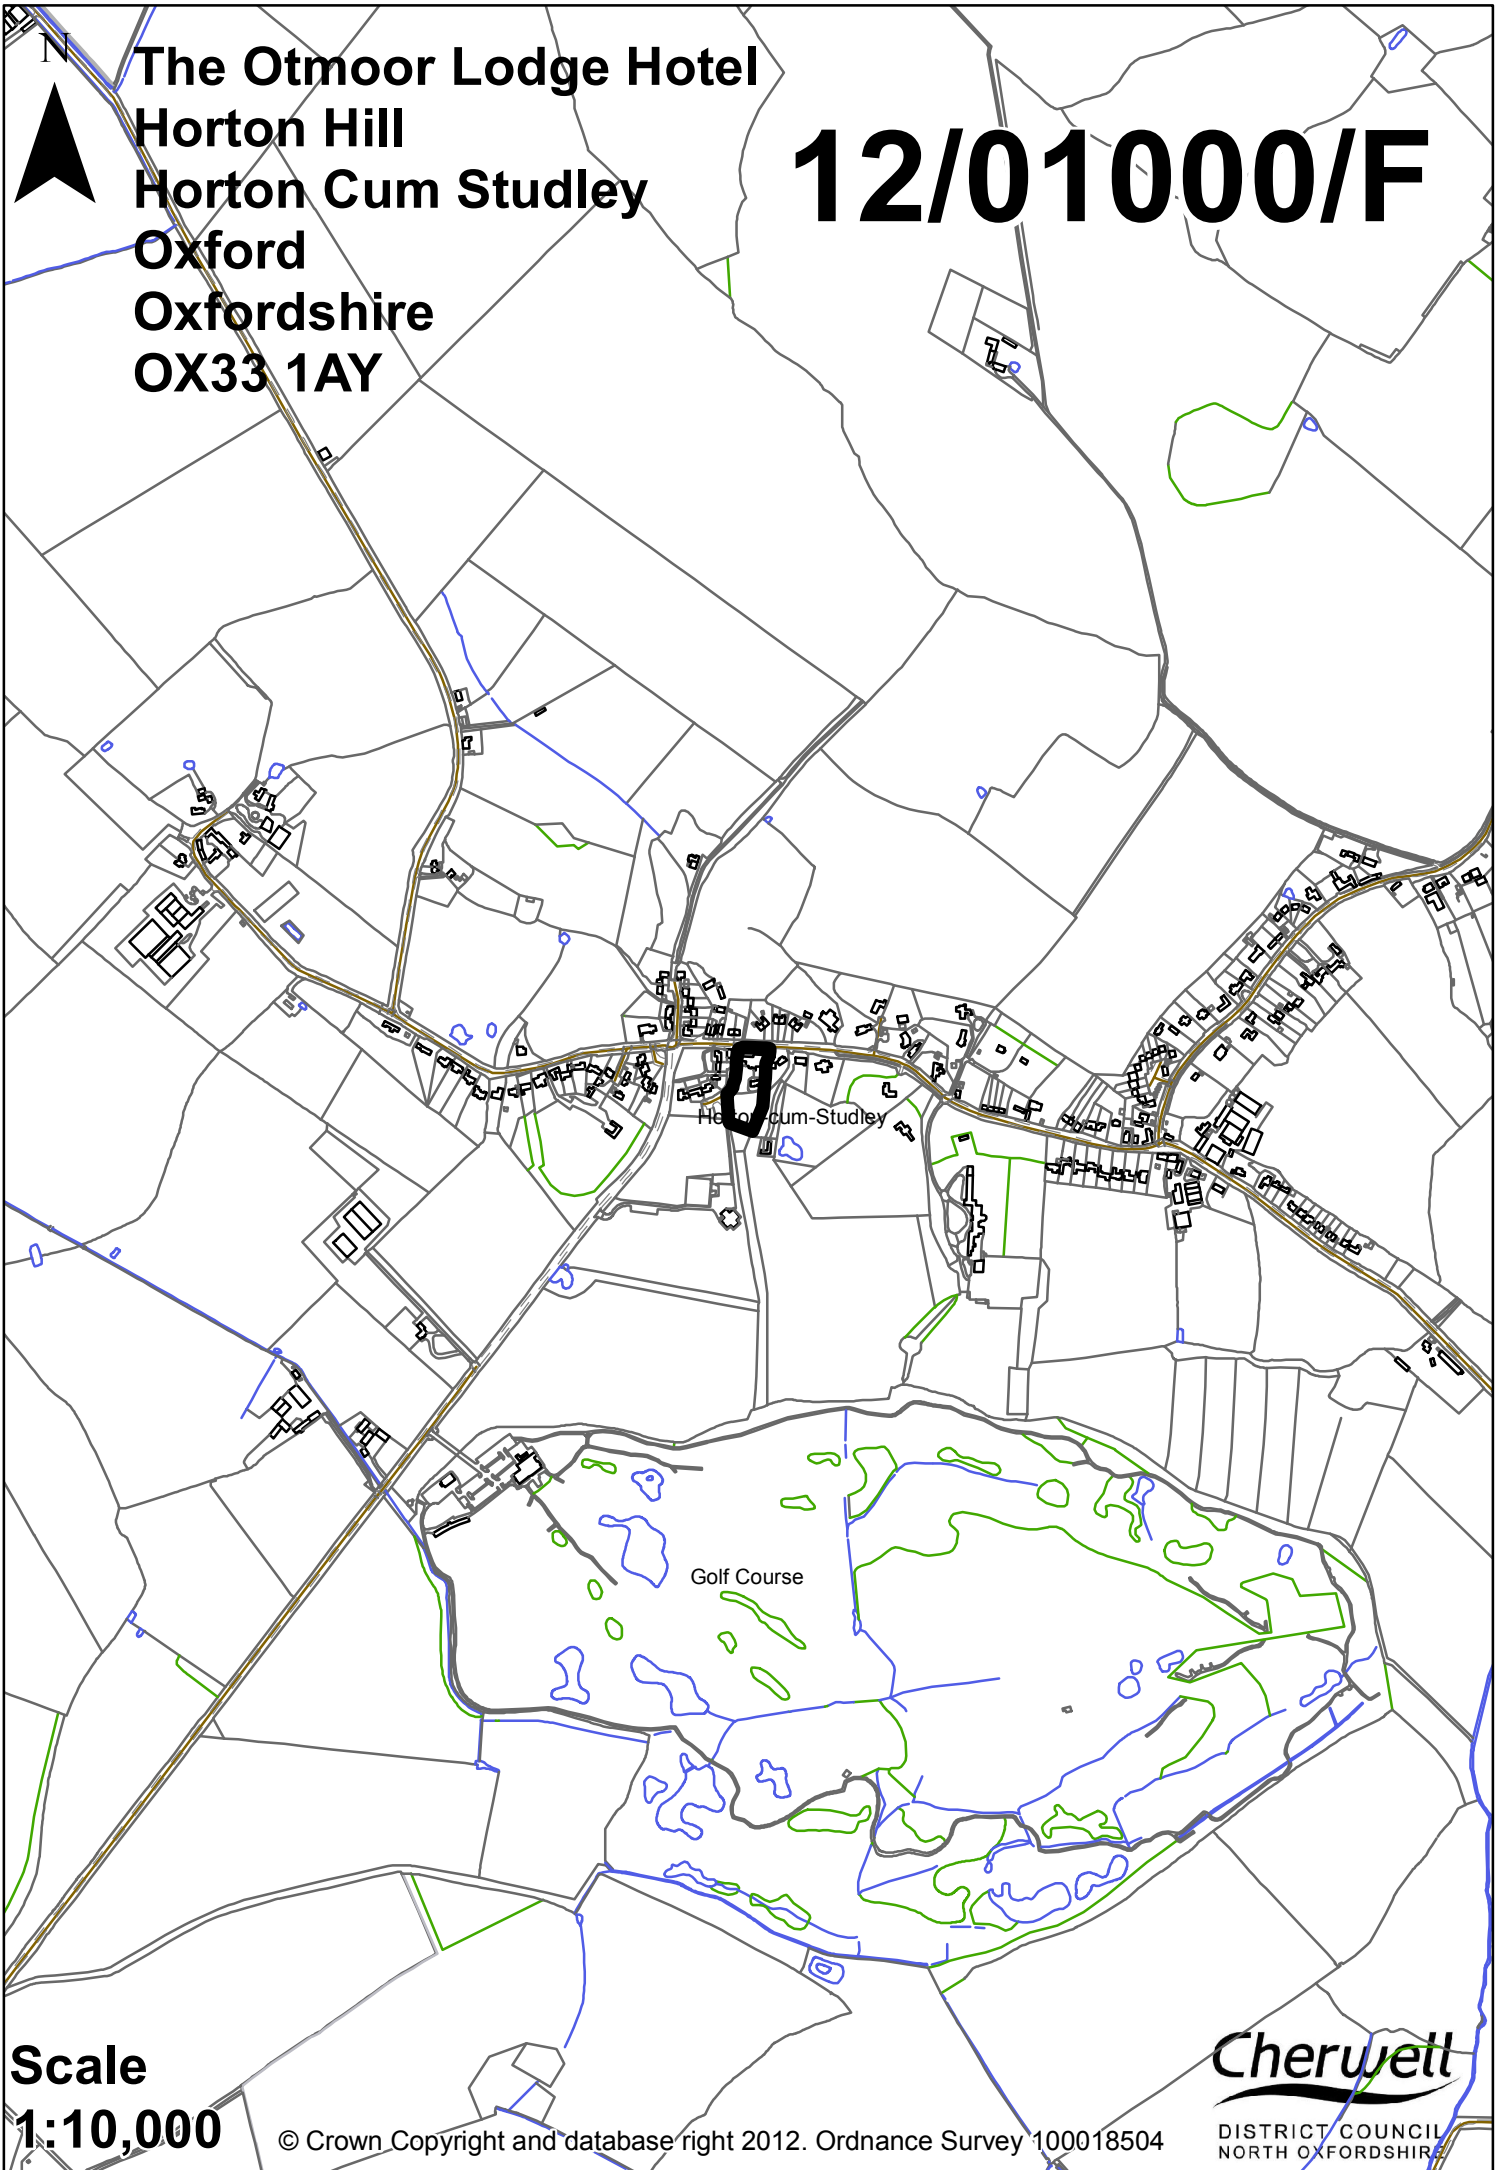 N
The Otmoor Lodge Hotel
Horton Hill
Horton Cum Studley
Oxford
Oxfordshire
OX33 1AY
12/01000/F
Horton-cum-Studley
Golf Course
Scale
1:10,000
© Crown Copyright and database right 2012. Ordnance Survey 100018504
Cherwell
DISTRICT COUNCIL
NORTH OXFORDSHIRE